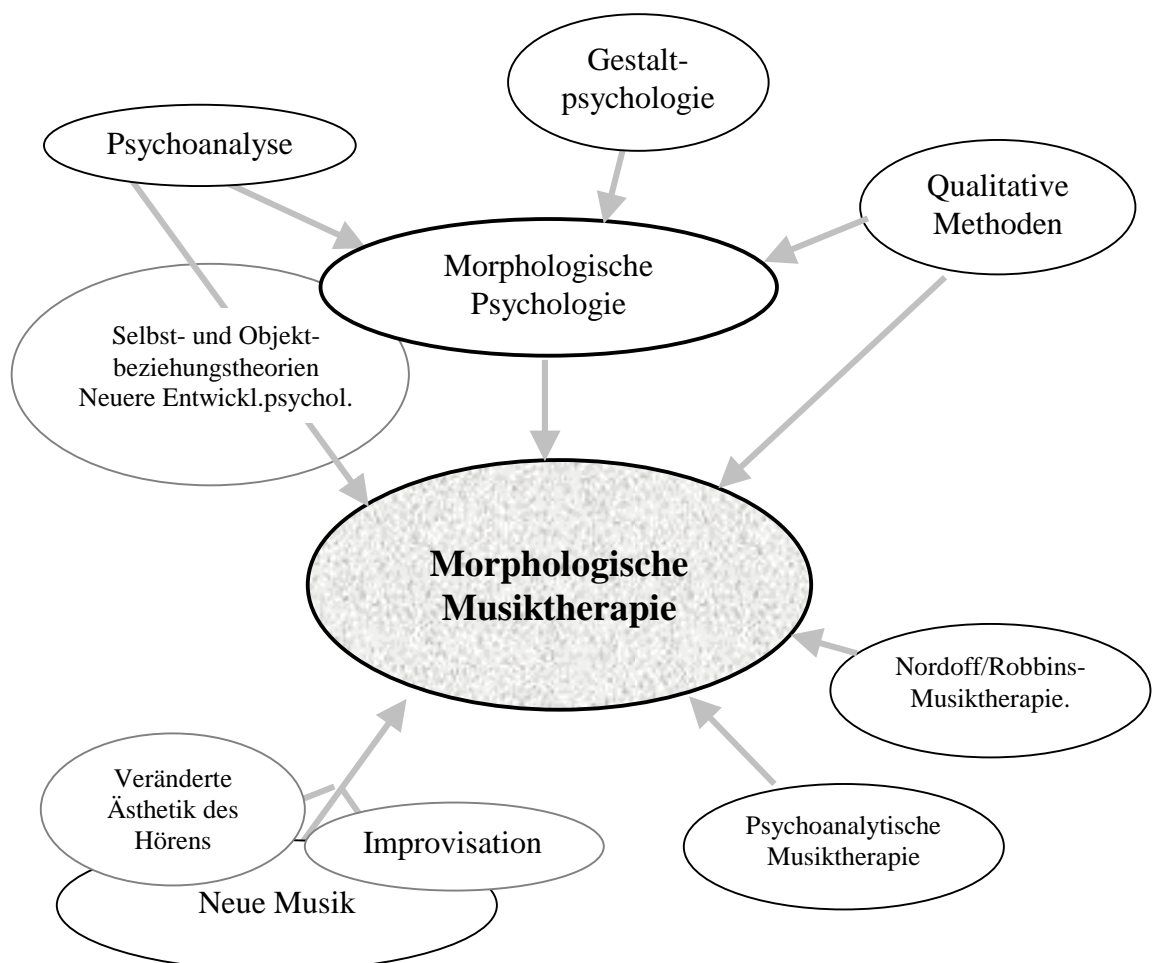 Gestalt-
psychologie
Psychoanalyse
Qualitative
Methoden
Morphologische
Psychologie
Selbst- und Objekt-
beziehungstheorien
Neuere Entwickl.psychol.
Morphologische
Musiktherapie
Nordoff/Robbins-
Musiktherapie.
Veränderte
Ästhetik des
Hörens
Improvisation
Psychoanalytische
Musiktherapie
Neue Musik